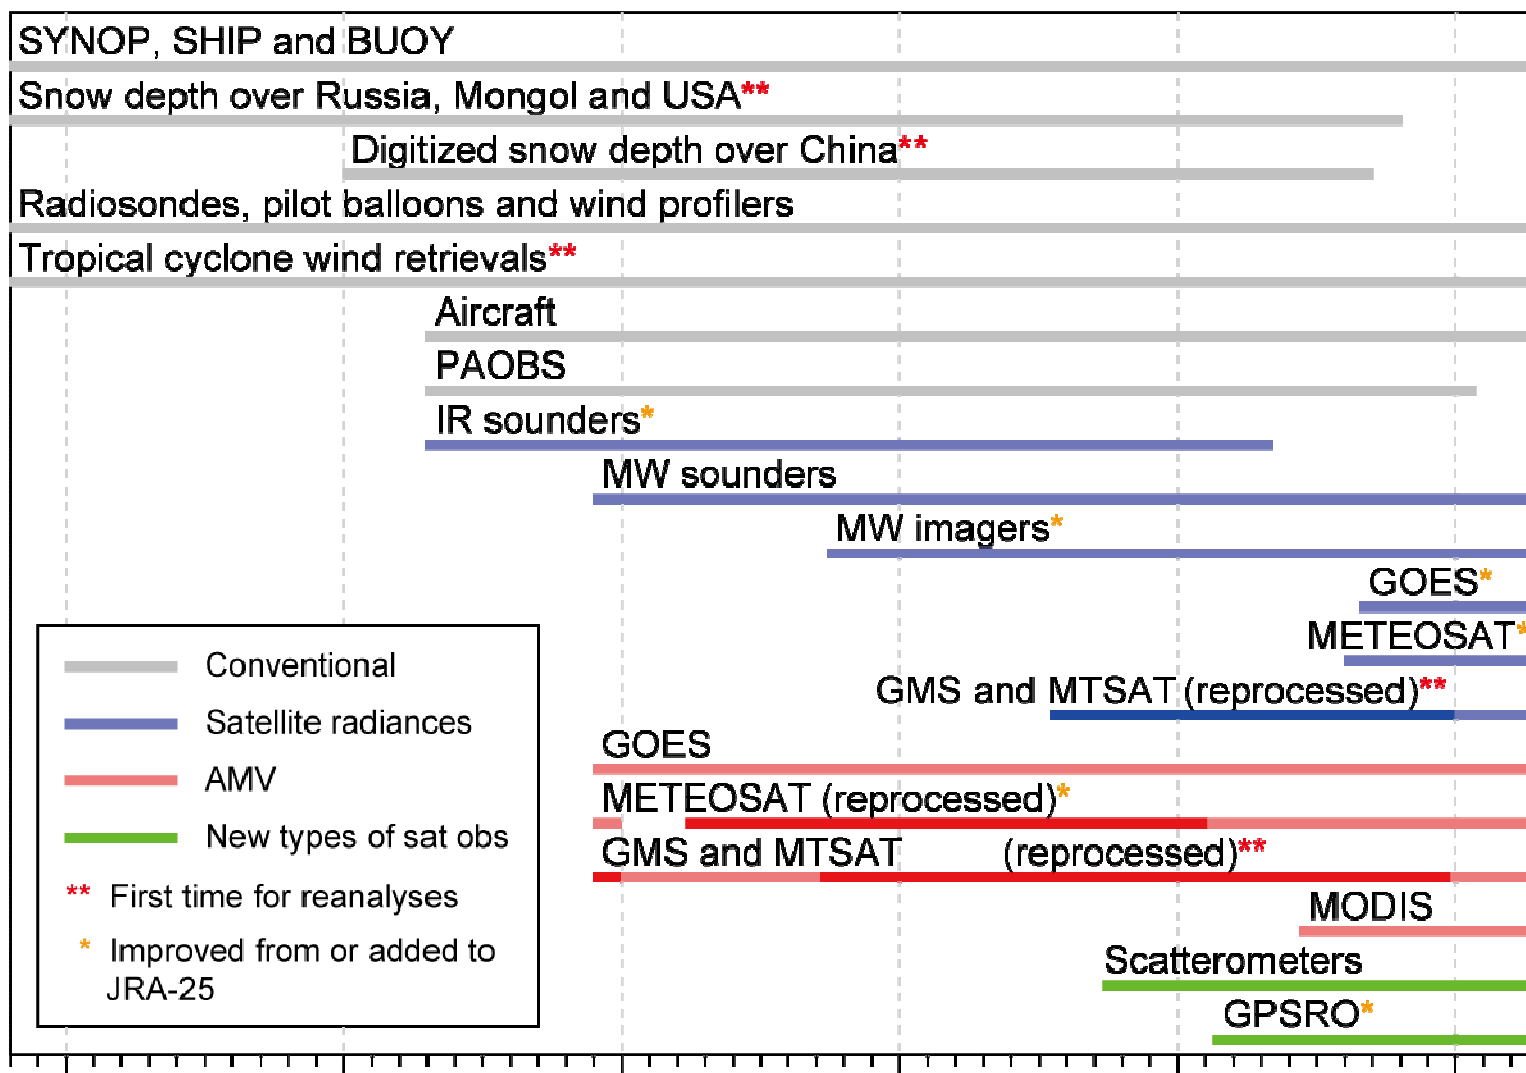 SYNOP, SHIP and BUOY
Snow depth over Russia, Mongol and USA**
Digitized snow depth over China**
Radiosondes, pilot balloons and wind profilers
Tropical cyclone wind retrievals**
Aircraft
PAOBS
IR sounders*
MW sounders
MW imagers*
GOES*
METEOSAT*
GMS and MTSAT (reprocessed)**
GOES
METEOSAT (reprocessed)*
GMS and MTSAT (reprocessed)**
MODIS
Scatterometers
GPSRO*
Conventional
Satellite radiances
AMV
New types of sat obs
** First time for reanalyses
* Improved from or added to
JRA-25